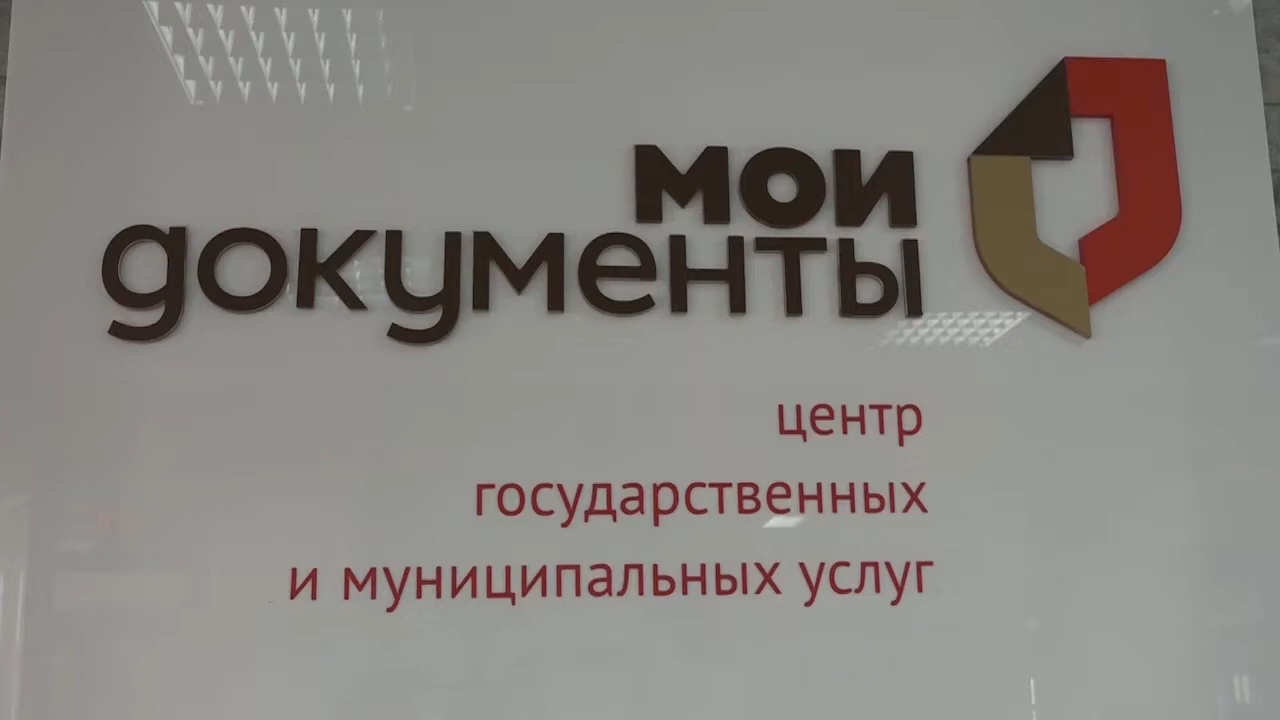 мои
документы
центр
государственных
и муниципальных услуг